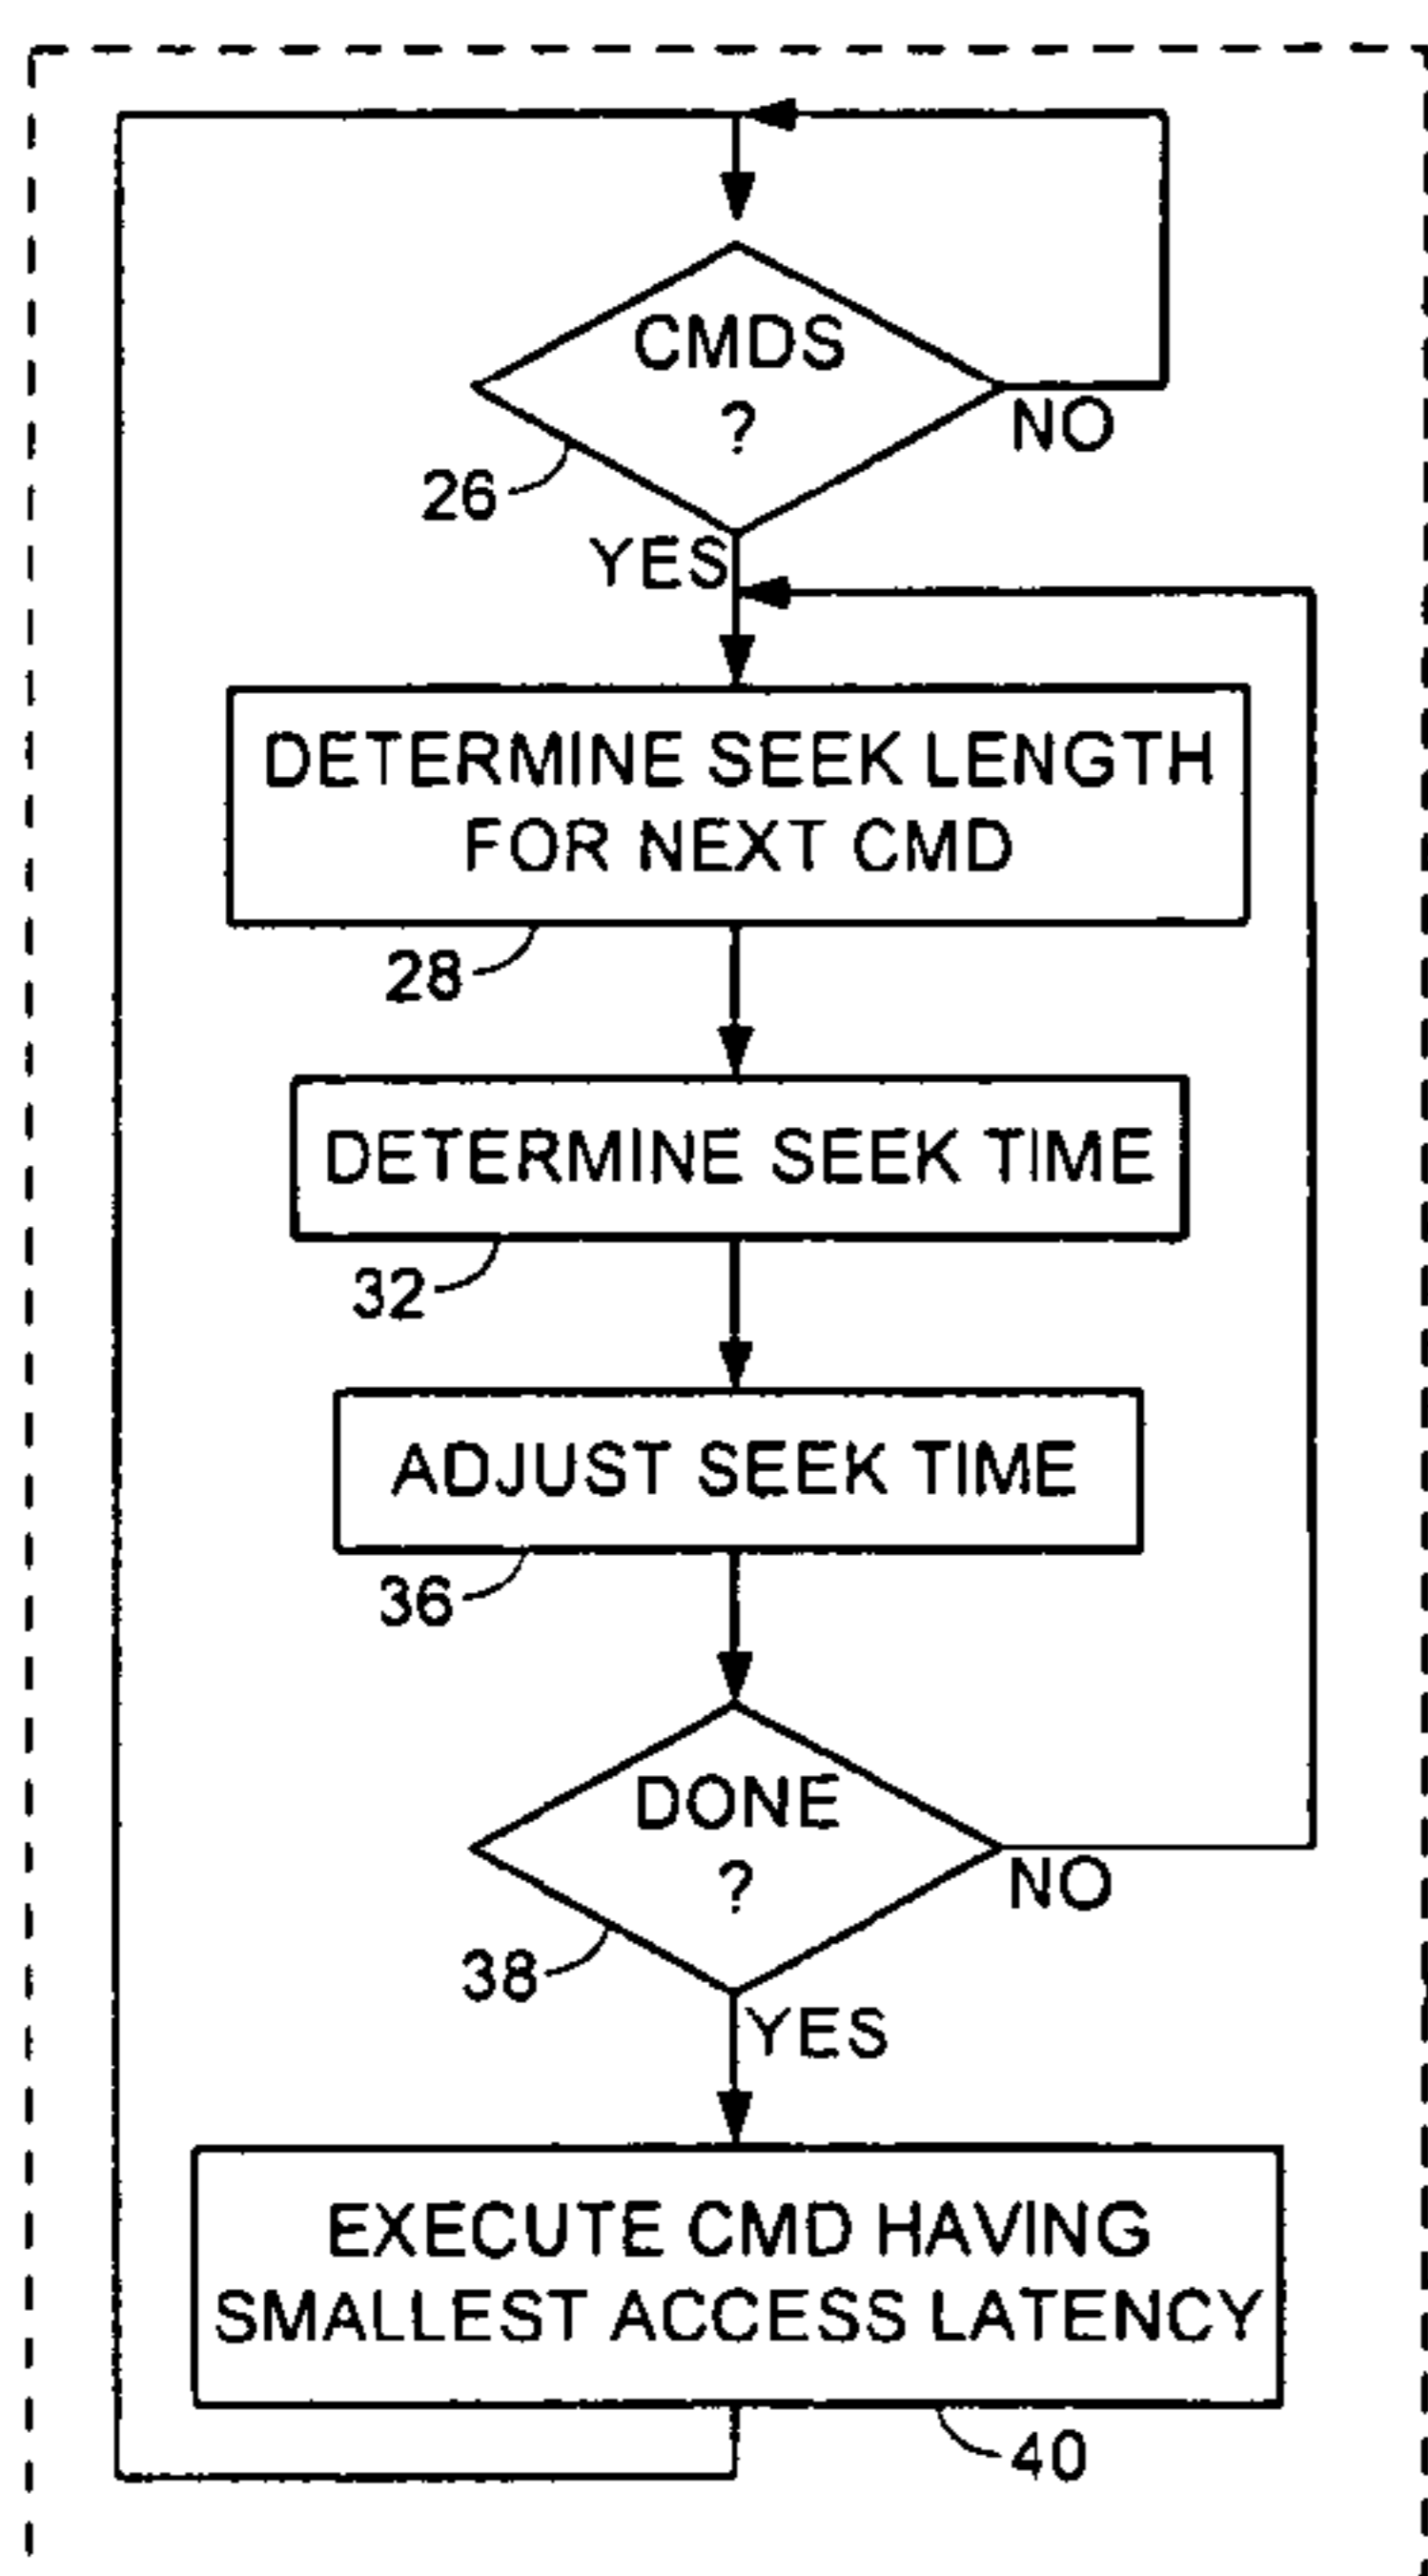 CMDS
?
NO
26
YES
DETERMINE SEEK LENGTH
FOR NEXT CMD
28
DETERMINE SEEK TIME
32
ADJUST SEEK TIME
36
DONE
?
NO
38
YES
EXECUTE CMD HAVING
SMALLEST ACCESS LATENCY
40